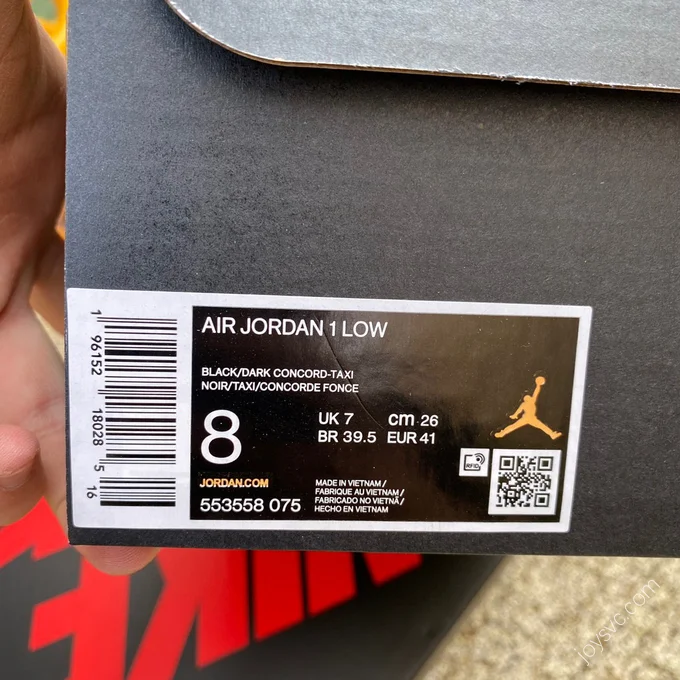 AIR JORDAN 1 LOW
BLACK/DARK CONCORD-TAXI
NOIR/TAXI/CONCORDE FONCE
8
UK 7 cm 26
BR 39.5 EUR 41
JORDAN.COM
553558 075
MADE IN VIETNAM /
FABRIQUE AU VIETNAM /
FABRICADO NO VIETNÃ /
HECHO EN VIETNAM
RFID
1 96152 18028 5 16
NIKE
joysvc.com